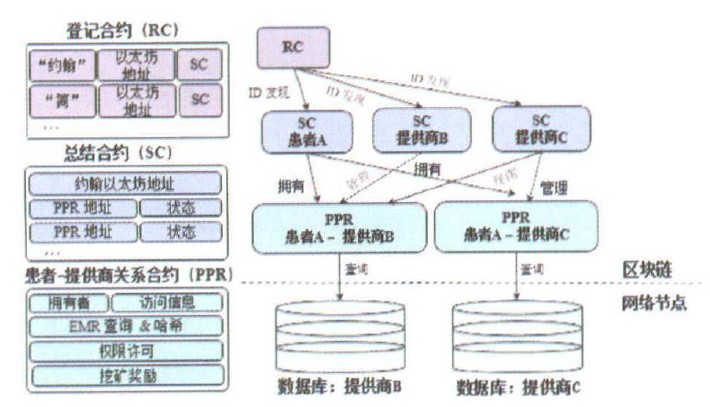 登记合约（RC）
“约翰” 以太坊地址 SC
“简” 以太坊地址 SC
...
总结合约（SC）
约翰以太坊地址
PPR 地址 状态
PPR 地址 状态
...
患者-提供商关系合约（PPR）
拥有者 访问信息
EMR 查询 & 哈希
权限许可
挖矿奖励
RC
ID 发现 ID 发现 ID 发现
SC
患者A
SC
提供商B
SC
提供商C
拥有 拥有 管理
PPR
患者A – 提供商B
PPR
患者A – 提供商C
查询 查询
区块链
网络节点
数据库：提供商B
数据库：提供商C